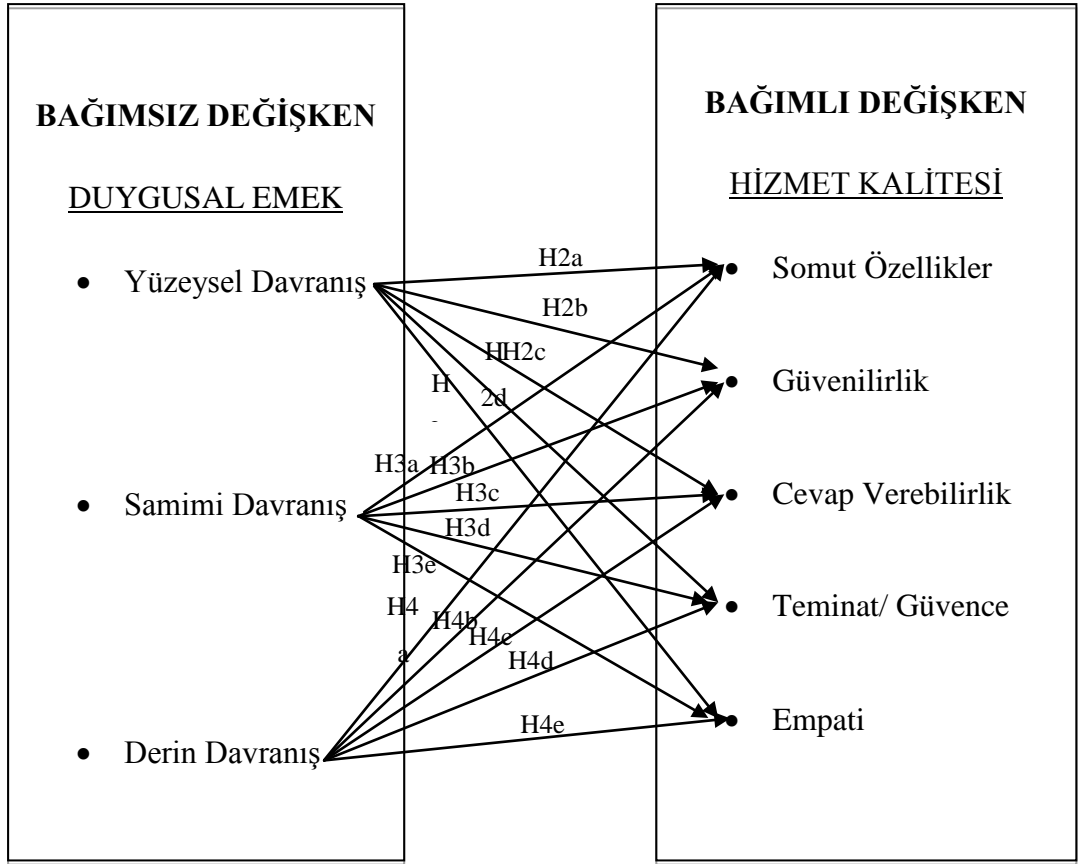 BAĞIMSIZ DEĞİŞKEN
DUYGUSAL EMEK
• Yüzeysel Davranış
• Samimi Davranış
• Derin Davranış
H2a
H2b
HH2c
H
2d
-
H3a
H3b
H3c
H3d
H3e
H4
a
H4b
H4c
H4d
H4e
BAĞIMLI DEĞİŞKEN
HİZMET KALİTESİ
• Somut Özellikler
• Güvenilirlik
• Cevap Verebilirlik
• Teminat/ Güvence
• Empati